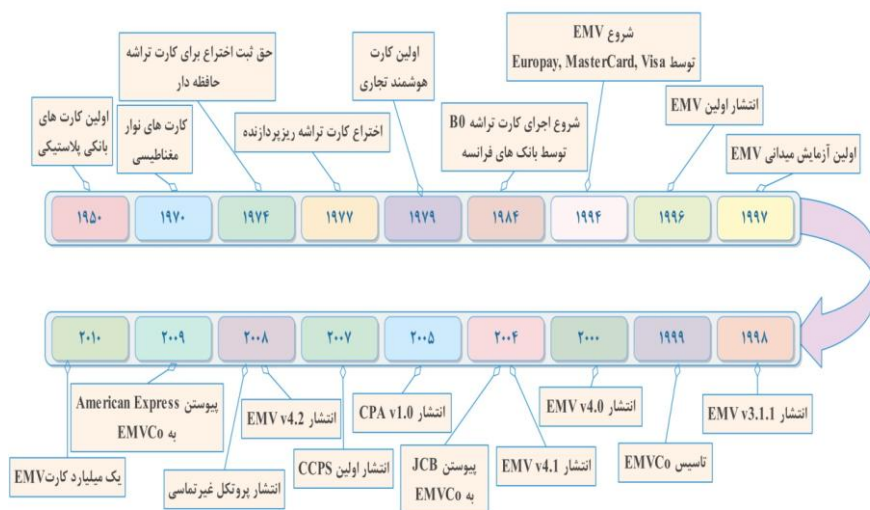 اولین کارت های
بانکی پلاستیکی
کارت های نوار
مغناطیسی
حق ثبت اختراع برای کارت تراشه
حافظه دار
اختراع کارت تراشه ریزپردازنده
اولین کارت
هوشمند تجاری
شروع اجرای کارت تراشه B0
توسط بانک های فرانسه
شروع EMV
توسط Europay, MasterCard, Visa
انتشار اولین EMV
اولین آزمایش میدانی EMV
۱۹۵۰
۱۹۷۰
۱۹۷۴
۱۹۷۷
۱۹۷۹
۱۹۸۴
۱۹۹۴
۱۹۹۶
۱۹۹۷
۲۰۱۰
۲۰۰۹
۲۰۰۸
۲۰۰۷
۲۰۰۵
۲۰۰۴
۲۰۰۰
۱۹۹۹
۱۹۹۸
یک میلیارد کارتEMV
پیوستن American Express
به EMVCo
انتشار پروتکل غیرتماسی
انتشار EMV v4.2
انتشار اولین CCPS
انتشار CPA v1.0
پیوستن JCB
به EMVCo
انتشار EMV v4.1
انتشار EMV v4.0
تاسیس EMVCo
انتشار EMV v3.1.1